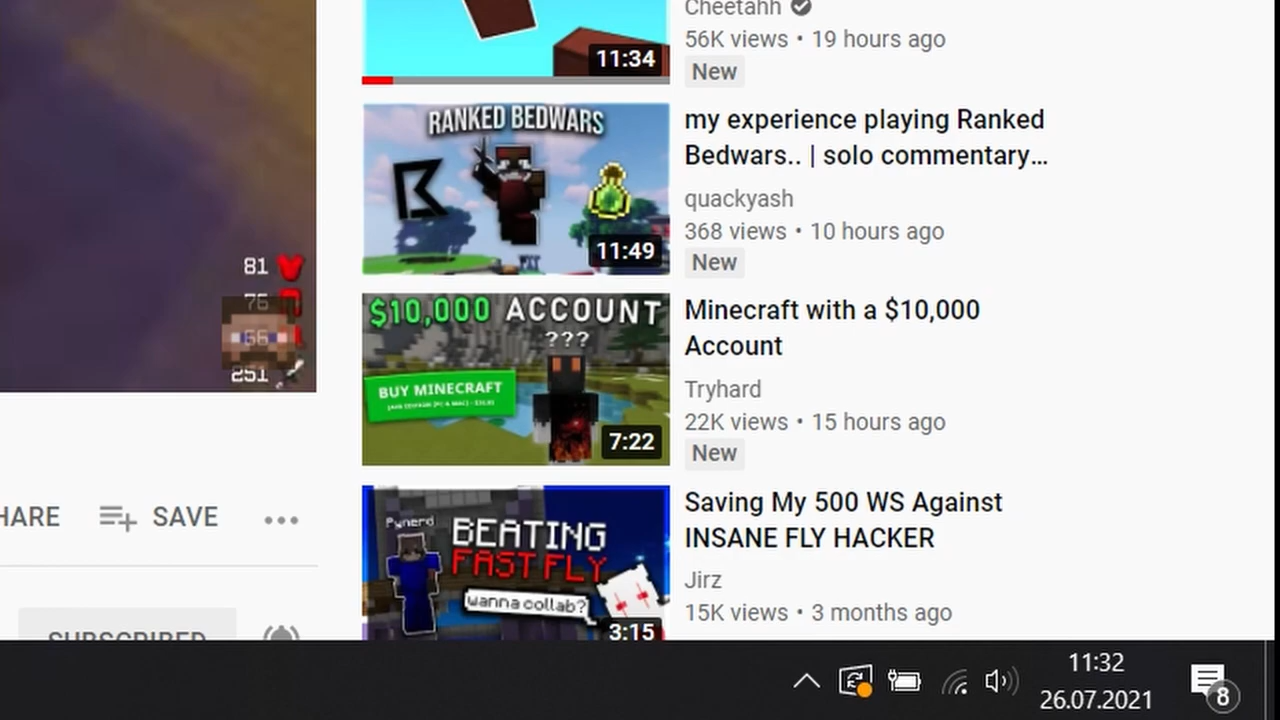 Cheetahh
56K views • 19 hours ago
New
11:34
RANKED BEDWARS
11:49
my experience playing Ranked
Bedwars.. | solo commentary...
quackyash
368 views • 10 hours ago
New
81
76
66
251
$10,000 ACCOUNT
???
BUY MINECRAFT
7:22
Minecraft with a $10,000
Account
Tryhard
22K views • 15 hours ago
New
HARE
SAVE
Pynerd
BEATING
FAST FLY
wanna collab?
3:15
Saving My 500 WS Against
INSANE FLY HACKER
Jirz
15K views • 3 months ago
SUBSCRIBED
11:32
26.07.2021
8